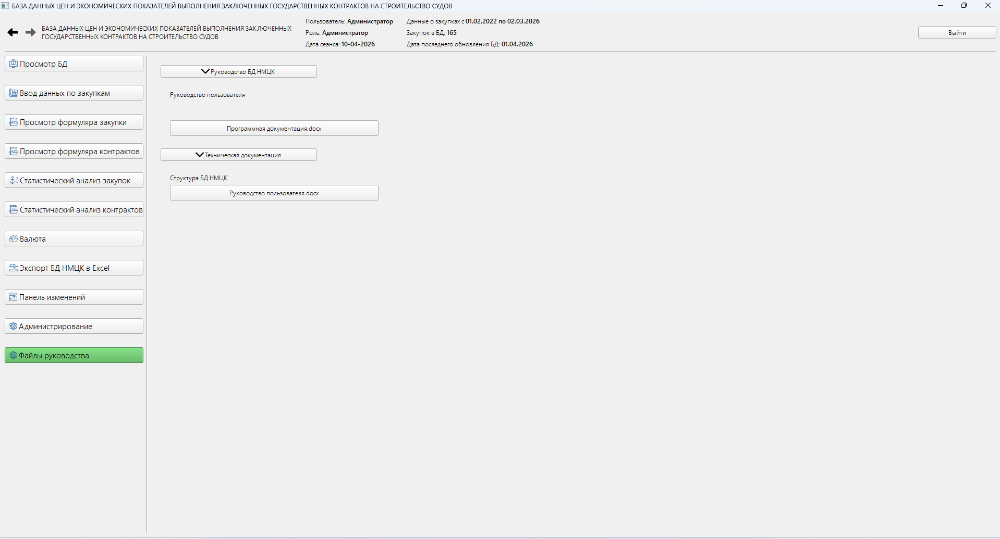 БАЗА ДАННЫХ ЦЕН И ЭКОНОМИЧЕСКИХ ПОКАЗАТЕЛЕЙ ВЫПОЛНЕНИЯ ЗАКЛЮЧЕННЫХ ГОСУДАРСТВЕННЫХ КОНТРАКТОВ НА СТРОИТЕЛЬСТВО СУДОВ
БАЗА ДАННЫХ ЦЕН И ЭКОНОМИЧЕСКИХ ПОКАЗАТЕЛЕЙ ВЫПОЛНЕНИЯ ЗАКЛЮЧЕННЫХ
ГОСУДАРСТВЕННЫХ КОНТРАКТОВ НА СТРОИТЕЛЬСТВО СУДОВ
Пользователь: Администратор
Роль: Администратор
Дата сеанса: 10-04-2026
Данные о закупках с 01.02.2022 по 02.03.2026
Закупок в БД: 165
Дата последнего обновления БД: 01.04.2026
Выйти
Просмотр БД
Ввод данных по закупкам
Просмотр формуляра закупки
Просмотр формуляра контрактов
Статистический анализ закупок
Статистический анализ контрактов
Валюта
Экспорт БД НМЦК в Excel
Панель изменений
Администрирование
Файлы руководства
Руководство БД НМЦК
Руководство пользователя
Программная документация.docx
Техническая документация
Структура БД НМЦК
Руководство пользователя.docx